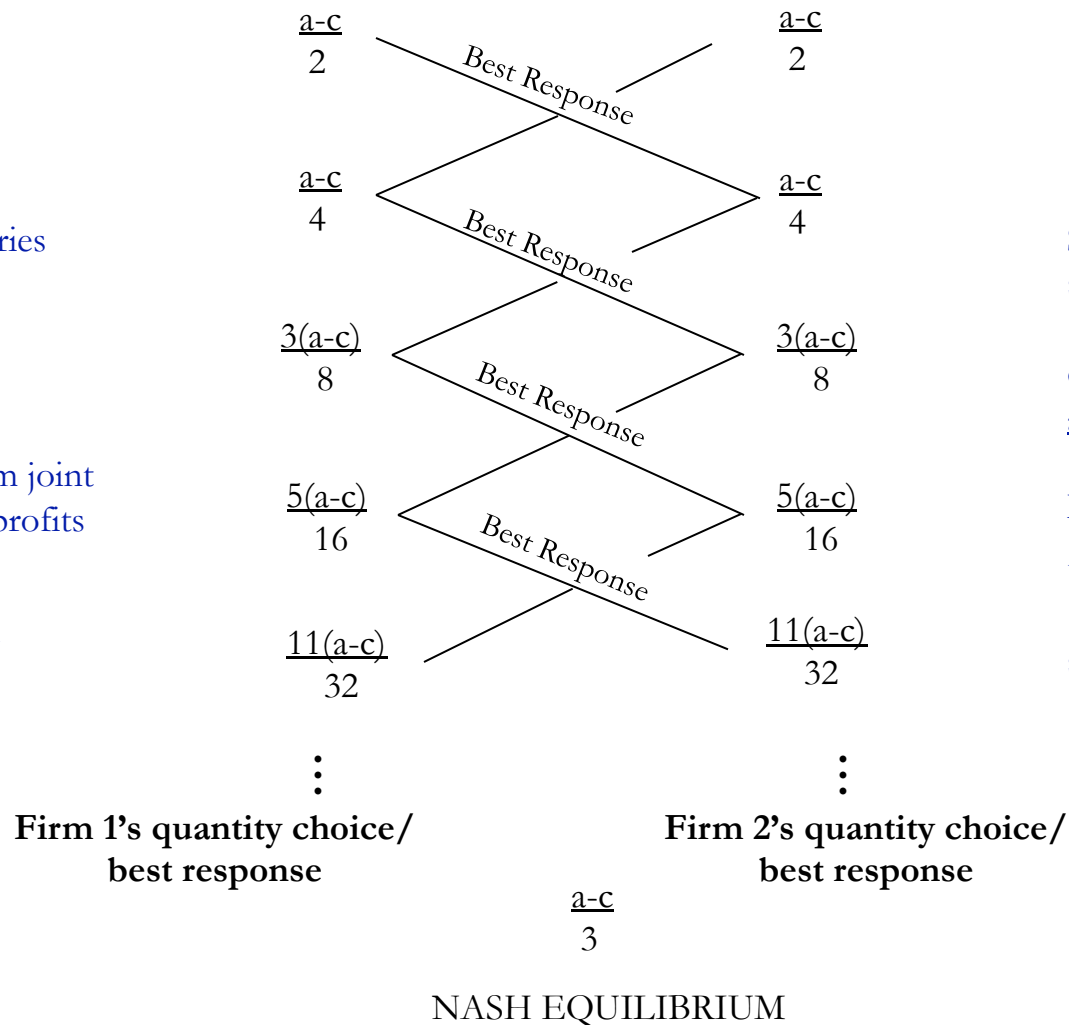 a-c
2
Best Response
a-c
2
a-c
4
Best Response
a-c
4
3(a-c)
8
Best Response
3(a-c)
8
joint
profits
5(a-c)
16
Best Response
5(a-c)
16
11(a-c)
32
11(a-c)
32
⋮
⋮
Firm 1's quantity choice/
best response
Firm 2's quantity choice/
best response
a-c
3
NASH EQUILIBRIUM